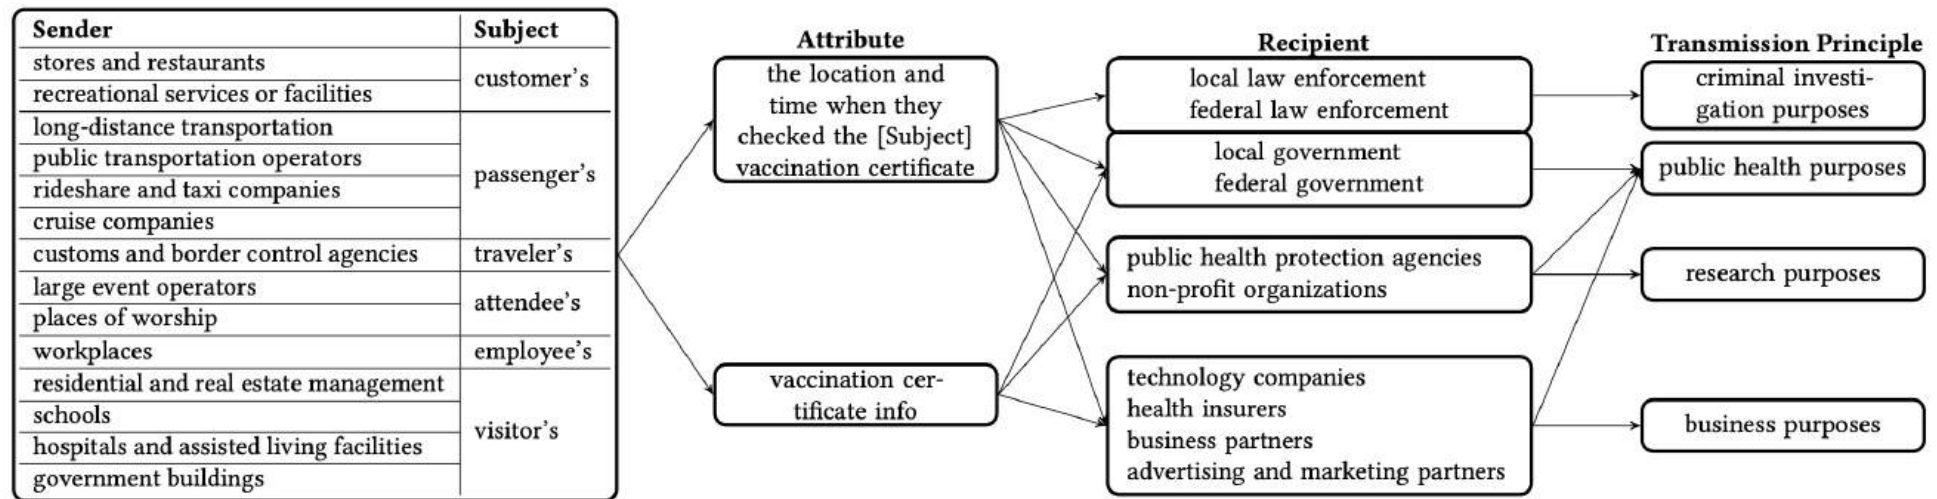 Sender Subject
stores and restaurants
customer's
recreational services or facilities
long-distance transportation
public transportation operators
passenger's
rideshare and taxi companies
cruise companies
customs and border control agencies traveler's
large event operators
attendee's
places of worship
workplaces employee's
residential and real estate management
schools
visitor's
hospitals and assisted living facilities
government buildings
Attribute
the location and
time when they
checked the [Subject]
vaccination certificate
vaccination cer-
tificate info
Recipient
local law enforcement
federal law enforcement
local government
federal government
public health protection agencies
non-profit organizations
technology companies
health insurers
business partners
advertising and marketing partners
Transmission Principle
criminal investi-
gation purposes
public health purposes
research purposes
business purposes